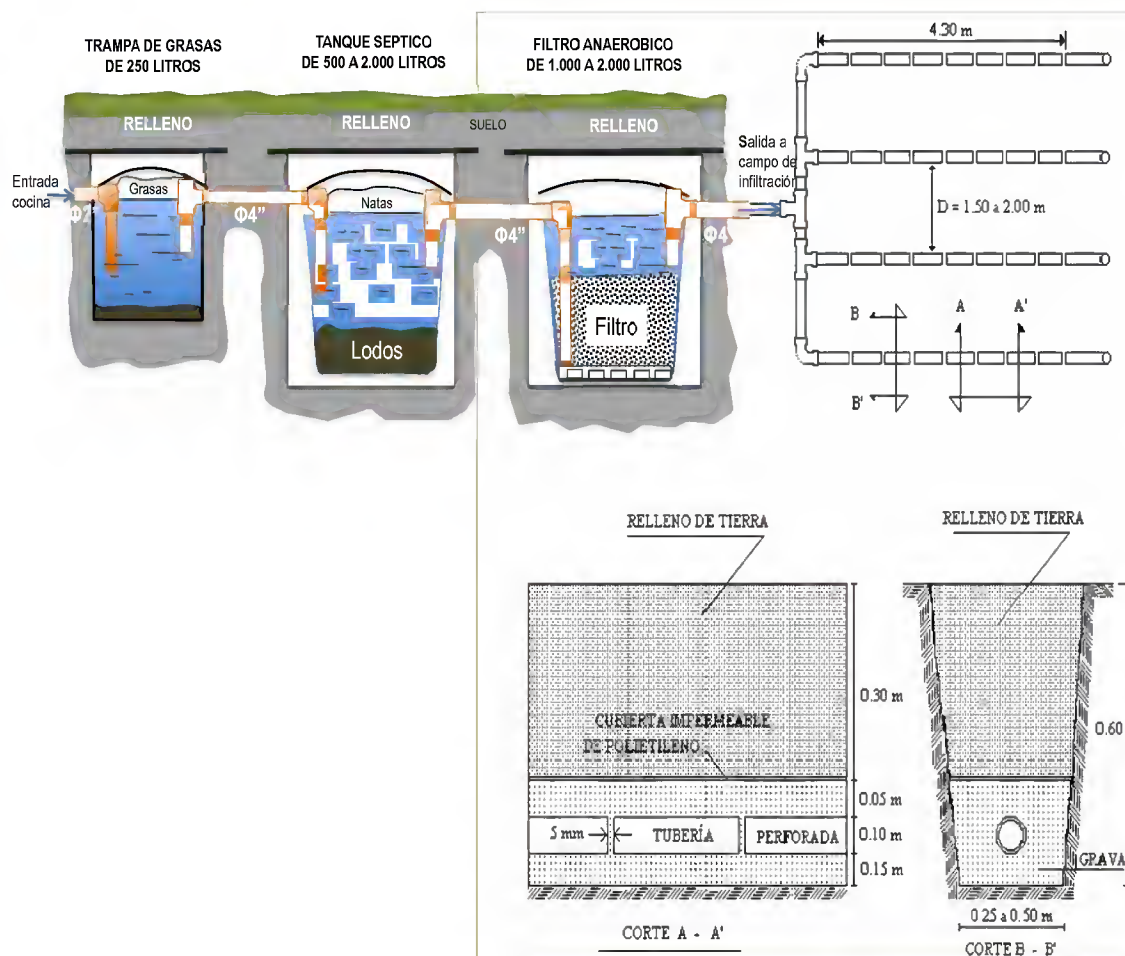 TRAMPA DE GRASAS
DE 250 LITROS
TANQUE SEPTICO
DE 500 A 2.000 LITROS
FILTRO ANAEROBICO
DE 1.000 A 2.000 LITROS
4.30 m
RELLENO
RELLENO
SUELO
RELLENO
Entrada
cocina
Grasas
Natas
Salida a
campo de
infiltración
Φ2"
Φ4"
Φ4"
Φ4
D = 1.50 a 2.00 m
Filtro
Lodos
B
A
A'
B'
RELLENO DE TIERRA
RELLENO DE TIERRA
0.30 m
0.60
CUBIERTA IMPERMEABLE
DE POLIETILENO
0.05 m
5 mm
TUBERÍA
PERFORADA
0.10 m
0.15 m
GRAVA
0.25 a 0.50 m
CORTE A - A'
CORTE B - B'